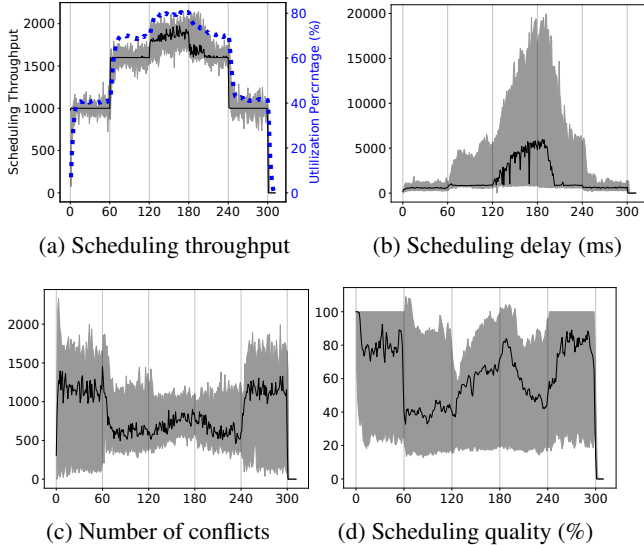 2000
1500
1000
500
0
Scheduling Throughput
80
60
40
20
0
Utlilization Percrntage (%)
0 60 120 180 240 300
(a) Scheduling throughput
20000
15000
10000
5000
0
0 60 120 180 240 300
(b) Scheduling delay (ms)
2000
1500
1000
500
0
0 60 120 180 240 300
(c) Number of conflicts
100
80
60
40
20
0
0 60 120 180 240 300
(d) Scheduling quality (%)